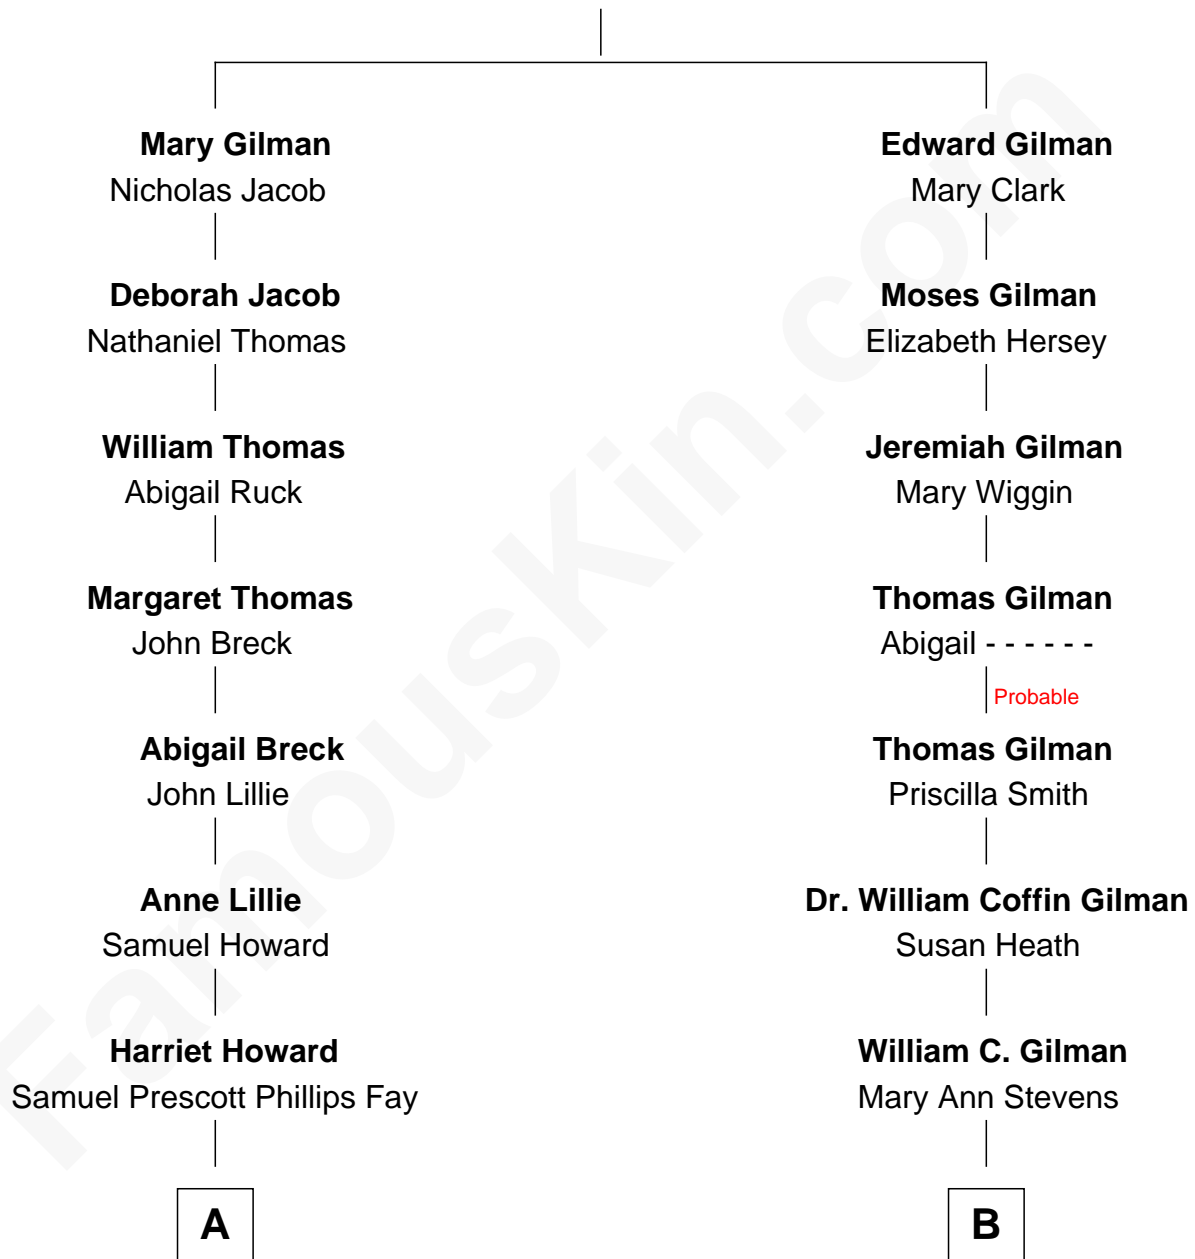 Mary Gilman
Nicholas Jacob
Deborah Jacob
Nathaniel Thomas
William Thomas
Abigail Ruck
Margaret Thomas
John Breck
Abigail Breck
John Lillie
Anne Lillie
Samuel Howard
Harriet Howard
Samuel Prescott Phillips Fay
A
Edward Gilman
Mary Clark
Moses Gilman
Elizabeth Hersey
Jeremiah Gilman
Mary Wiggin
Thomas Gilman
Abigail - - - - - -
Probable
Thomas Gilman
Priscilla Smith
Dr. William Coffin Gilman
Susan Heath
William C. Gilman
Mary Ann Stevens
B
FamousKin.com